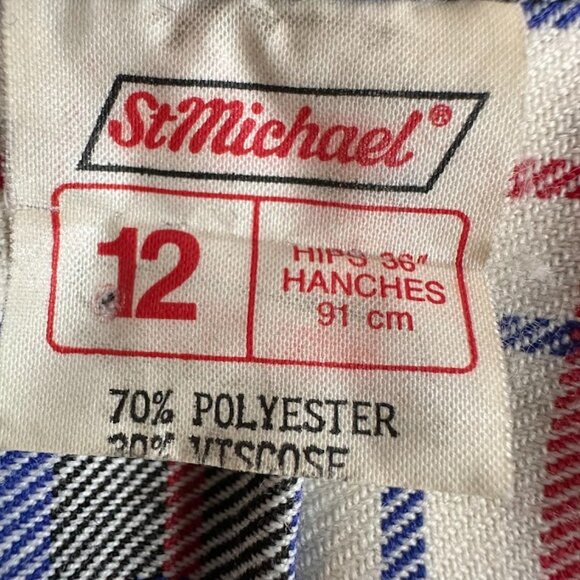 StMichael®
12
HIPS 36"
HANCHES
91 cm
70% POLYESTER
30% VISCOSE